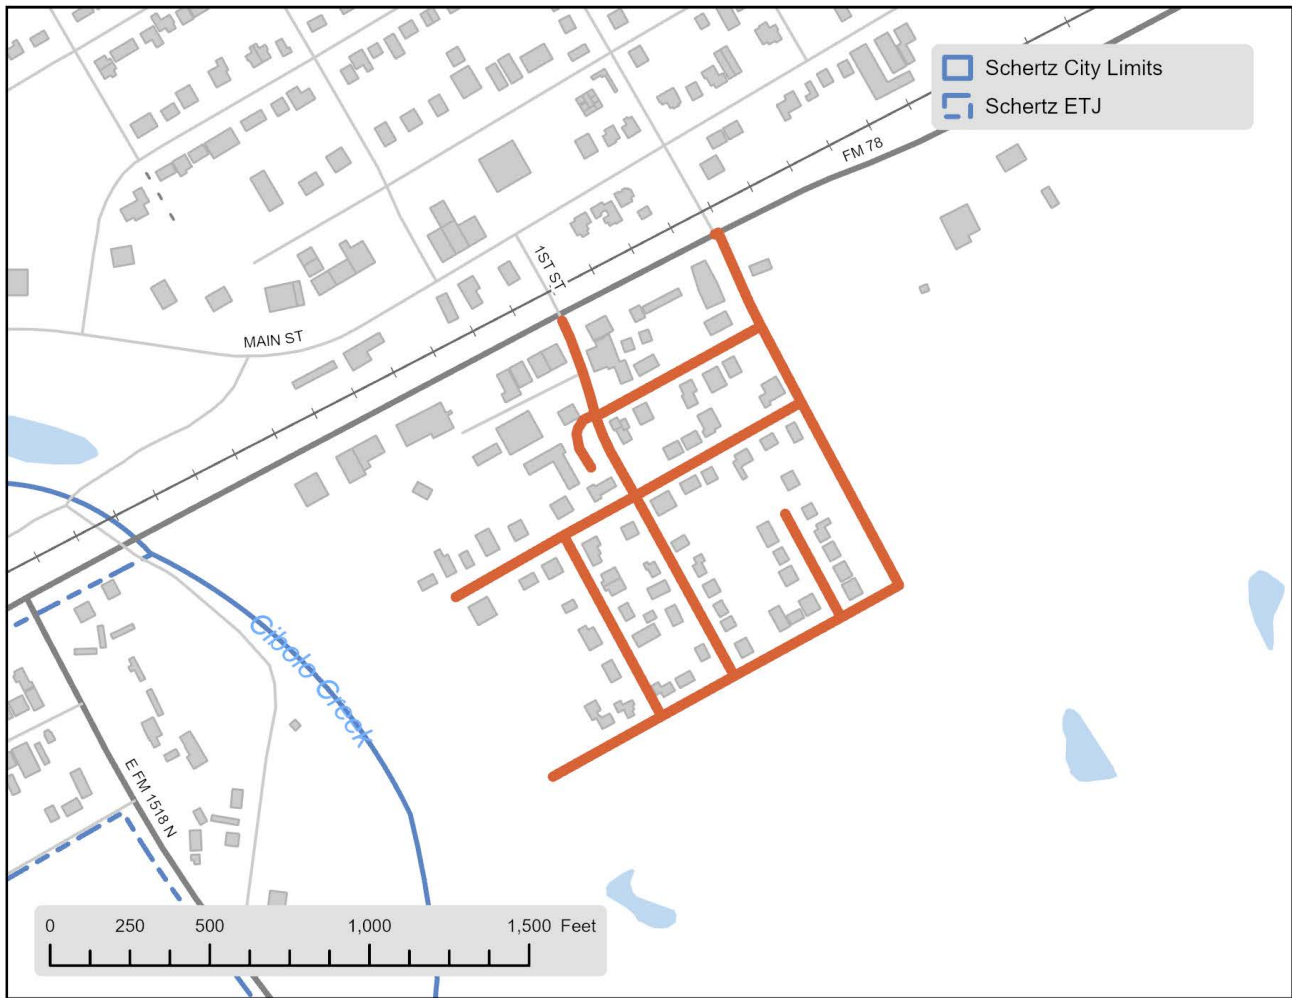 Schertz City Limits
Schertz ETJ
FM 78
1ST ST
MAIN ST
Cibolo Creek
E FM 1518 N
0 250 500 1,000 1,500 Feet